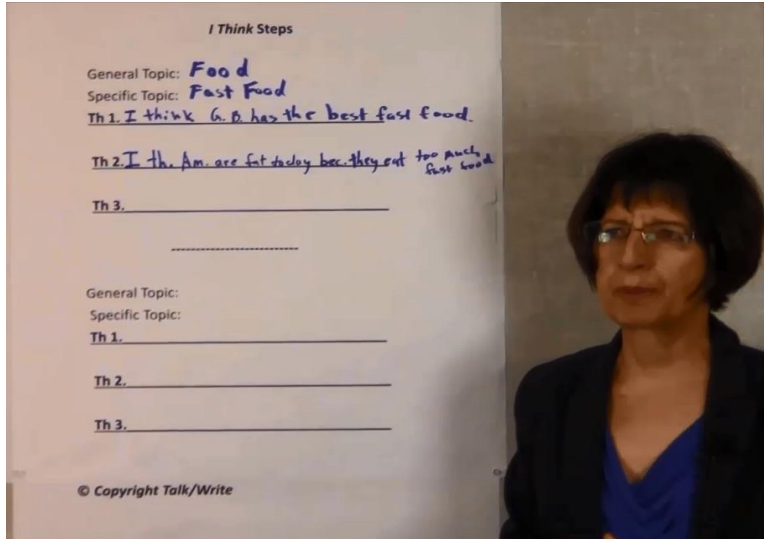 I Think Steps
General Topic: Food
Specific Topic: Fast Food
Th 1. I think G. B. has the best fast food.
Th 2. I th. Am. are fat today bec. they eat too much
fast food
Th 3.
General Topic:
Specific Topic:
Th 1.
Th 2.
Th 3.
© Copyright Talk/Write